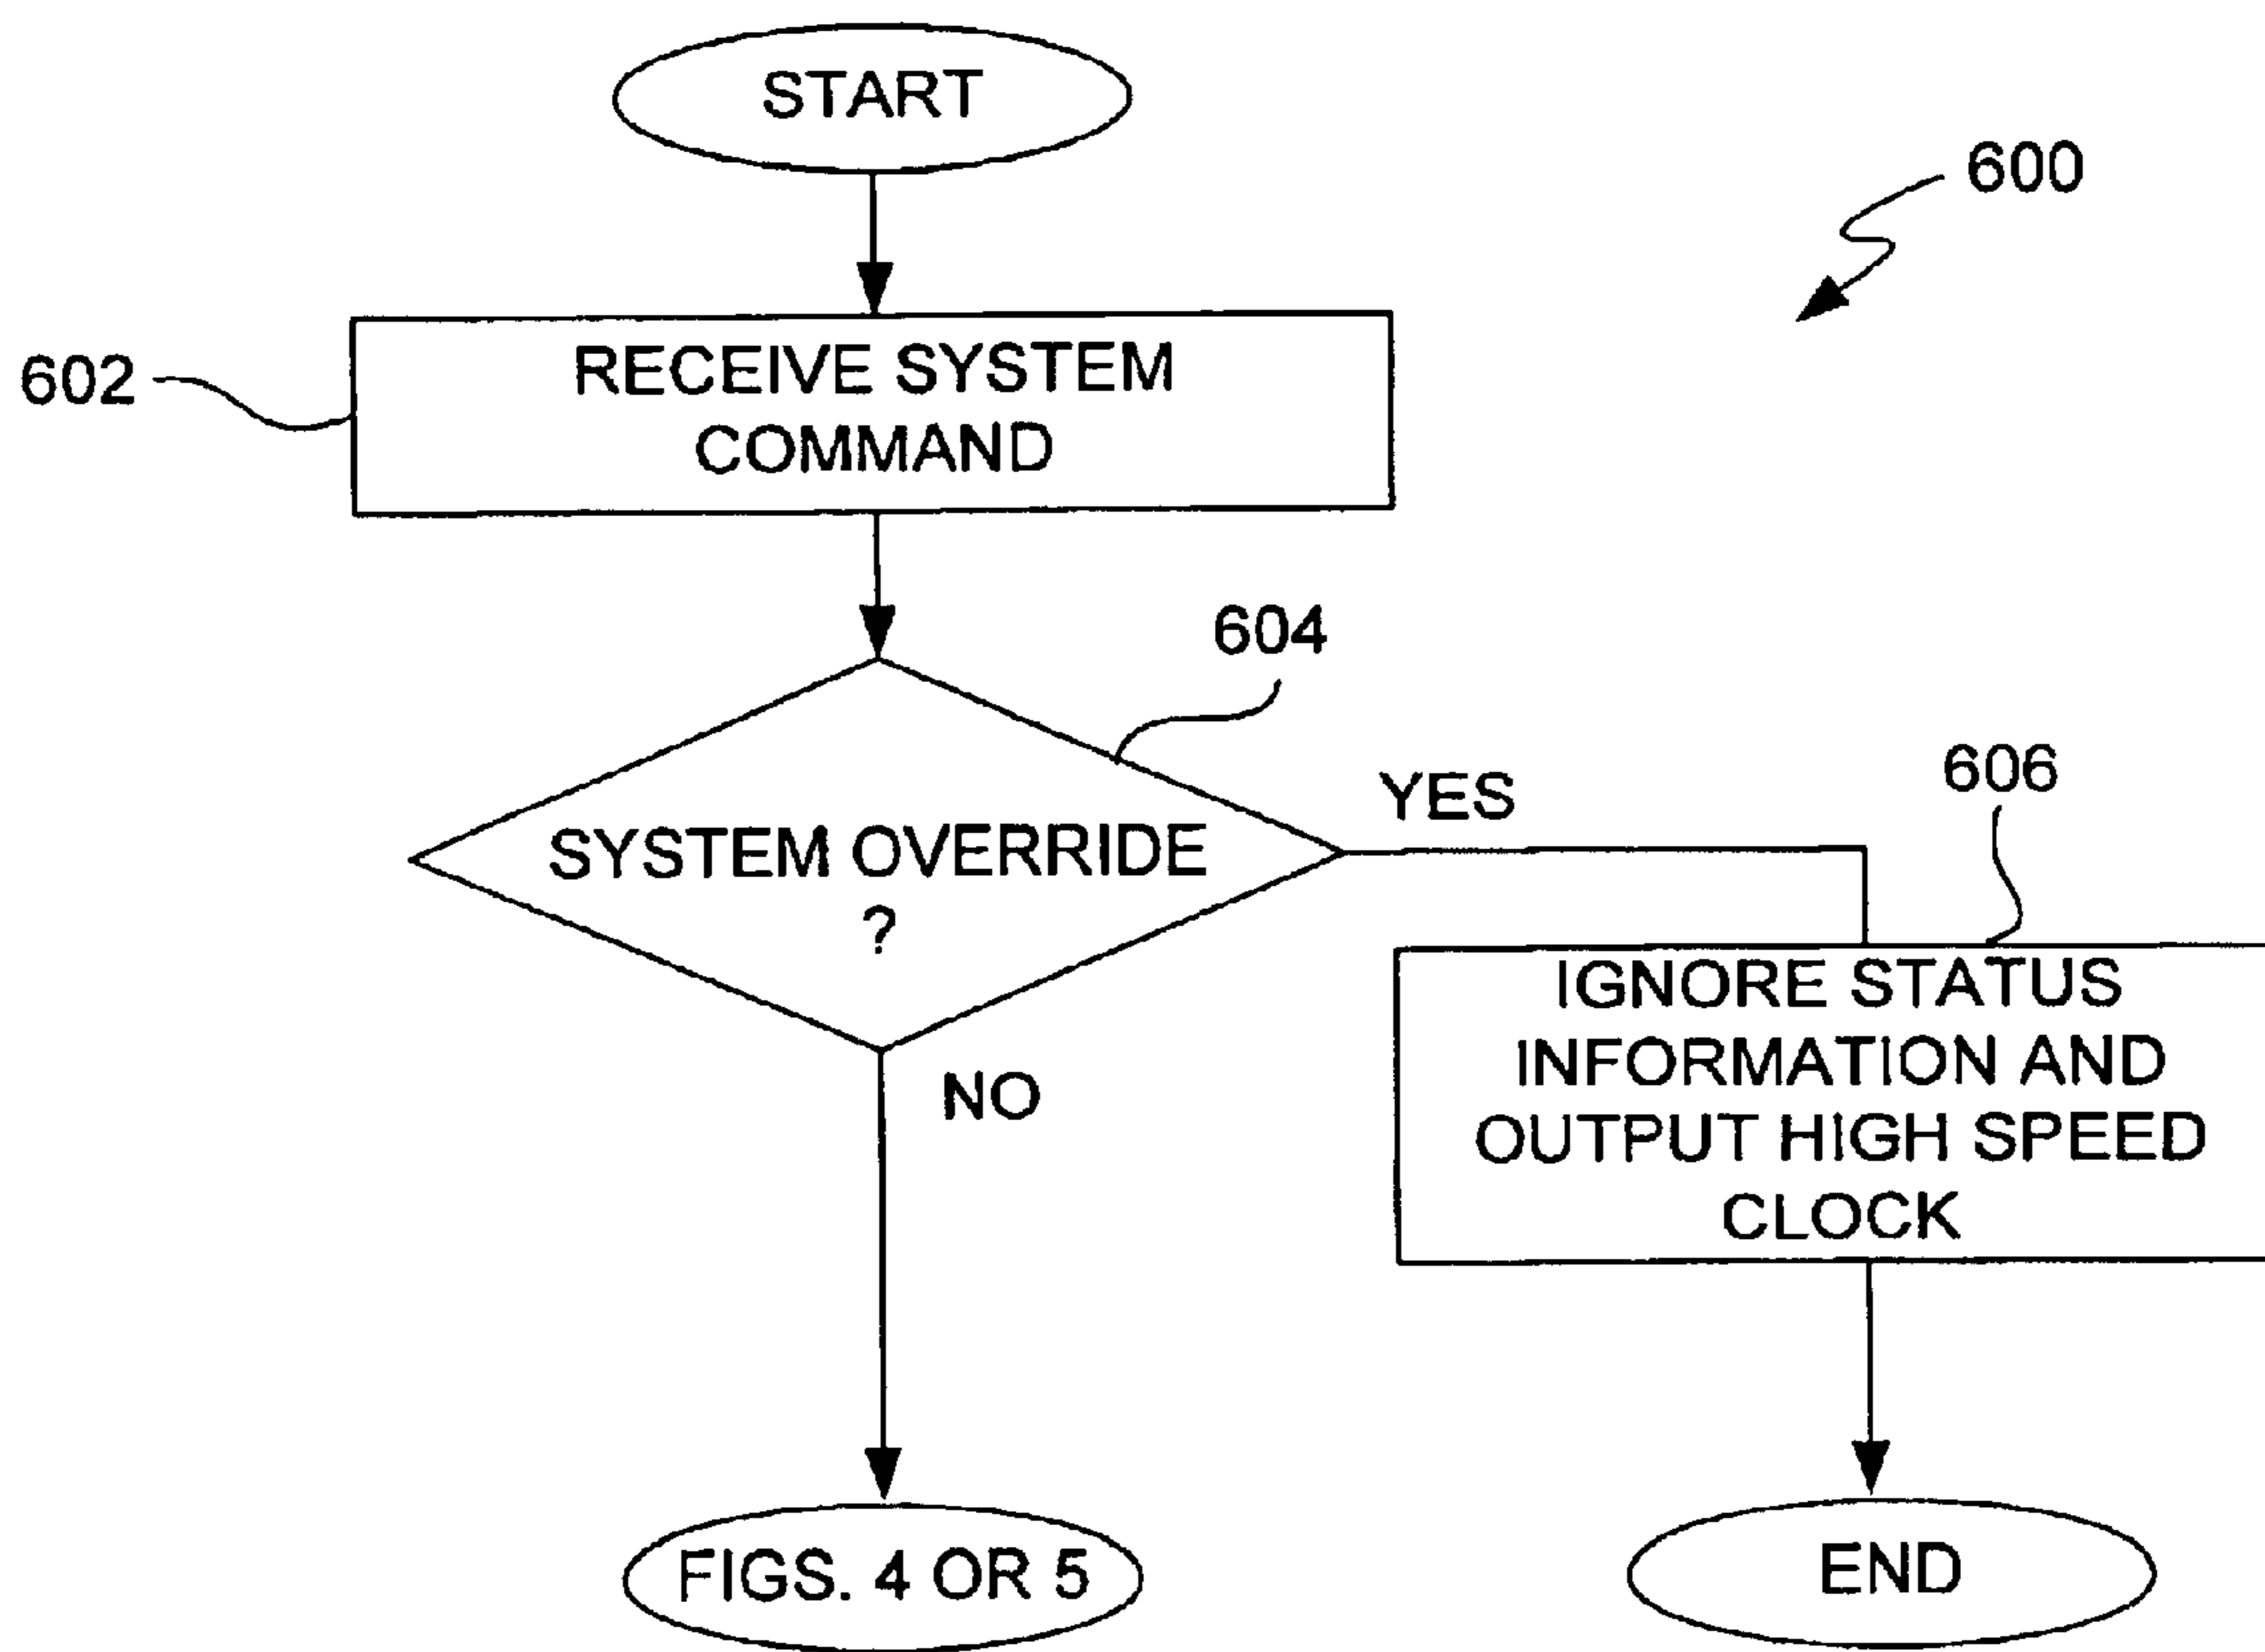 START
600
602
RECEIVE SYSTEM
COMMAND
604
YES
606
SYSTEM OVERRIDE
?
IGNORE STATUS
INFORMATION AND
OUTPUT HIGH SPEED
CLOCK
NO
FIGS. 4 OR 5
END